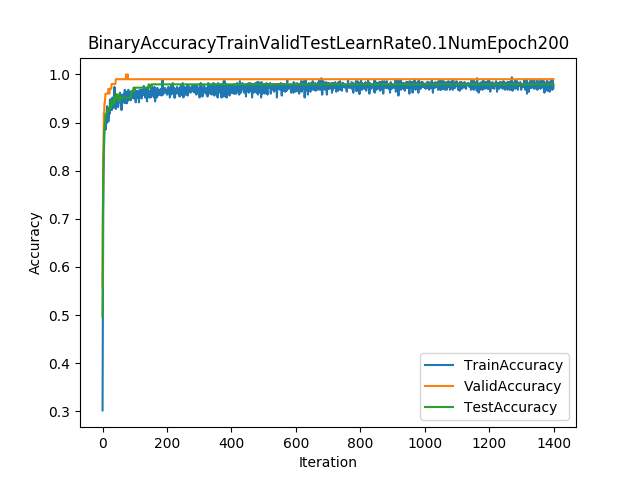 BinaryAccuracyTrainValidTestLearnRate0.1NumEpoch200
1.0
0.9
0.8
0.7
0.6
0.5
0.4
0.3
Accuracy
0 200 400 600 800 1000 1200 1400
Iteration
TrainAccuracy
ValidAccuracy
TestAccuracy